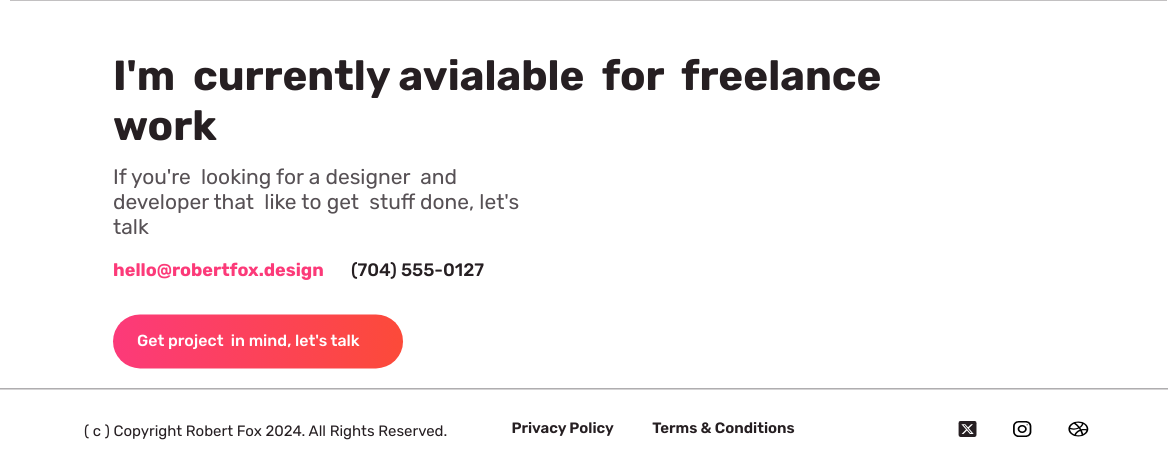 I'm currently avialable for freelance
work
If you're looking for a designer and
developer that like to get stuff done, let's
talk
hello@robertfox.design (704) 555-0127
Get project in mind, let's talk
( c ) Copyright Robert Fox 2024. All Rights Reserved. Privacy Policy Terms & Conditions